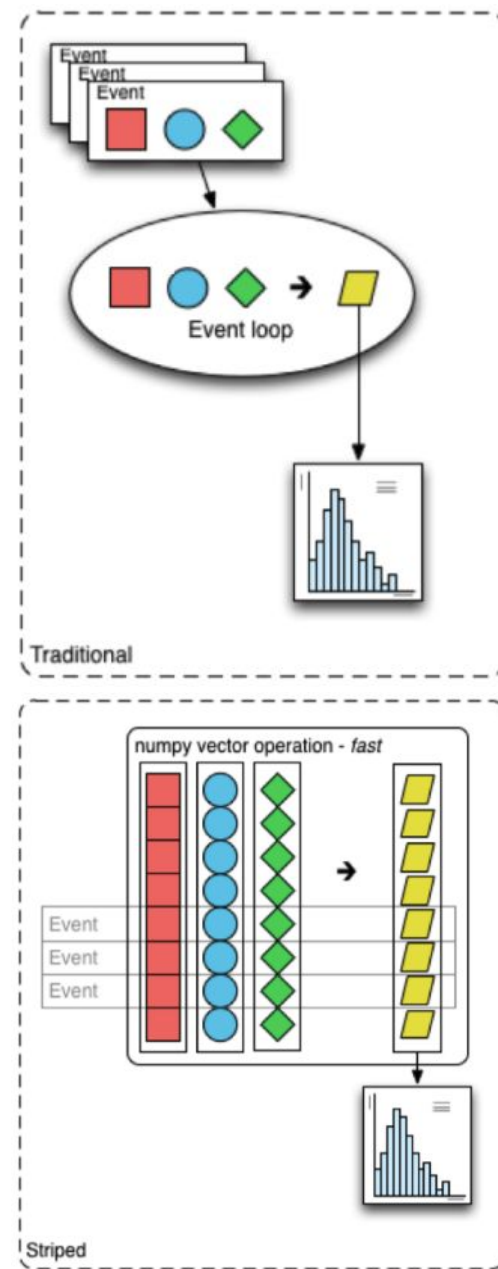 Event
Event
Event
Event loop
Traditional
numpy vector operation - fast
Event
Event
Event
Striped